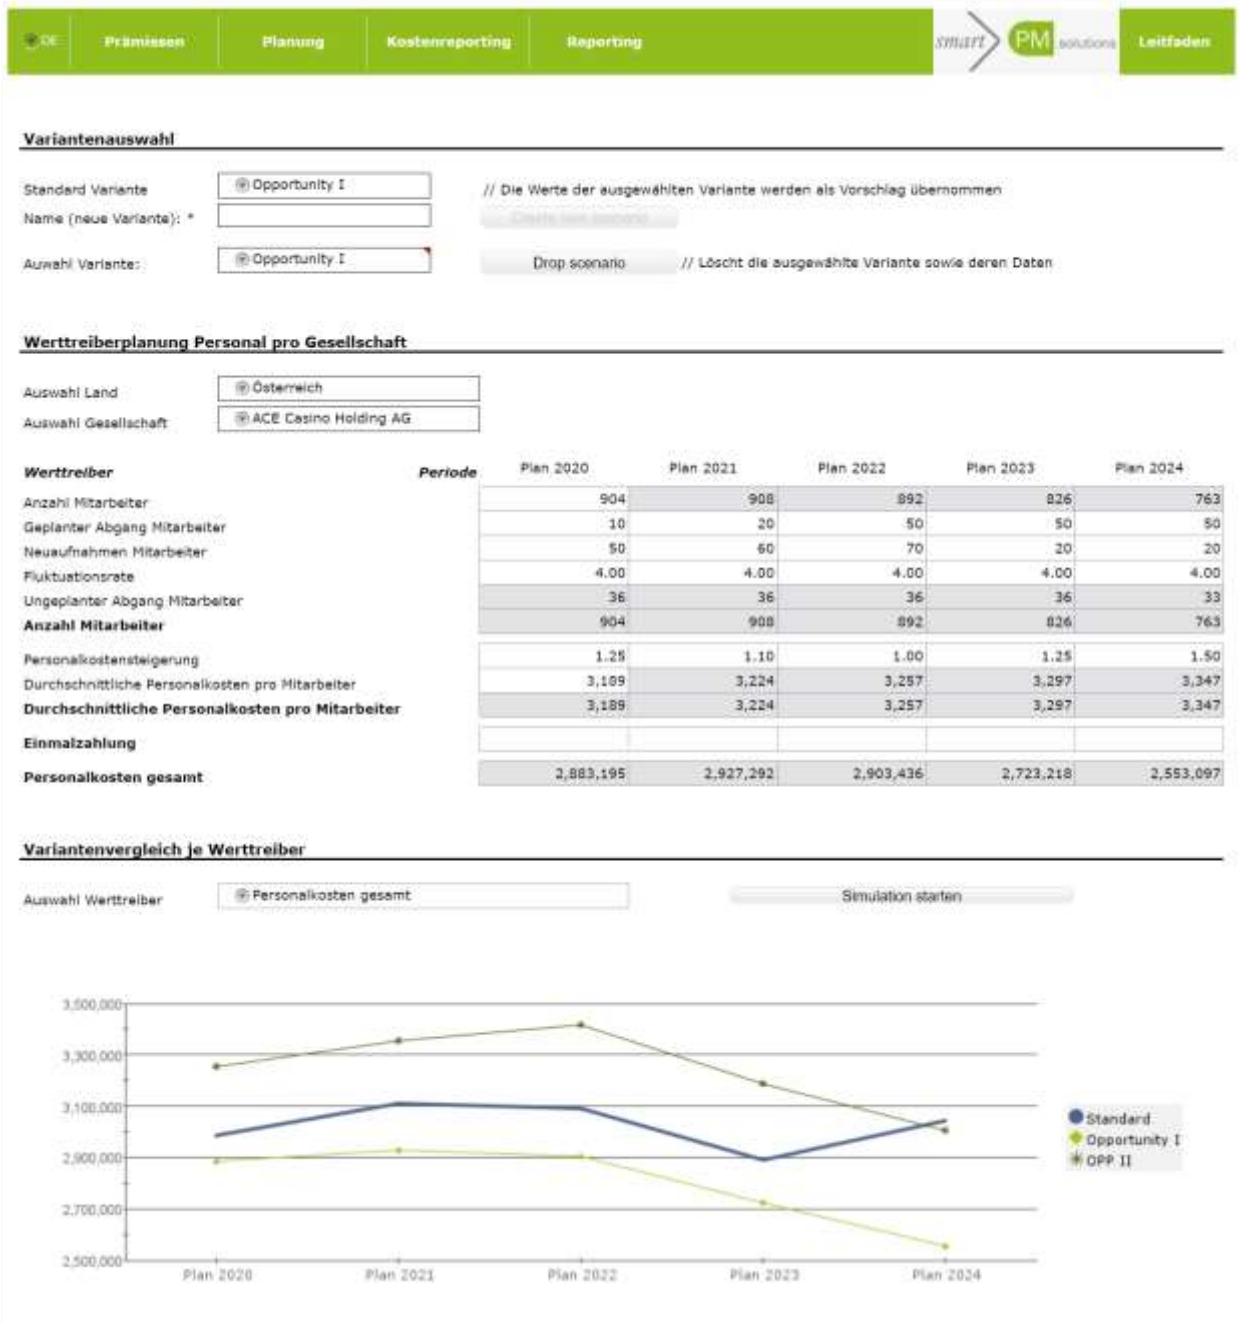 DE Prämissen Planung Kostenreporting Reporting smart PM solutions Leitfaden
Variantenauswahl
Standard Variante Opportunity I // Die Werte der ausgewählten Variante werden als Vorschlag übernommen
Name (neue Variante): * Create new scenario
Auwahl Variante: Opportunity I Drop scenario // Löscht die ausgewählte Variante sowie deren Daten
Werttreiberplanung Personal pro Gesellschaft
Auswahl Land Österreich
Auswahl Gesellschaft ACE Casino Holding AG
Werttreiber Periode Plan 2020 Plan 2021 Plan 2022 Plan 2023 Plan 2024
Anzahl Mitarbeiter 904 908 892 826 763
Geplanter Abgang Mitarbeiter 10 20 50 50 50
Neuaufnahmen Mitarbeiter 50 60 70 20 20
Fluktuationsrate 4.00 4.00 4.00 4.00 4.00
Ungeplanter Abgang Mitarbeiter 36 36 36 36 33
Anzahl Mitarbeiter 904 908 892 826 763
Personalkostensteigerung 1.25 1.10 1.00 1.25 1.50
Durchschnittliche Personalkosten pro Mitarbeiter 3,189 3,224 3,257 3,297 3,347
Durchschnittliche Personalkosten pro Mitarbeiter 3,189 3,224 3,257 3,297 3,347
Einmalzahlung
Personalkosten gesamt 2,883,195 2,927,292 2,903,436 2,723,218 2,553,097
Variantenvergleich je Werttreiber
Auswahl Werttreiber Personalkosten gesamt Simulation starten
3,500,000
3,300,000
3,100,000
2,900,000
2,700,000
2,500,000
Plan 2020 Plan 2021 Plan 2022 Plan 2023 Plan 2024
Standard
Opportunity I
OPP II